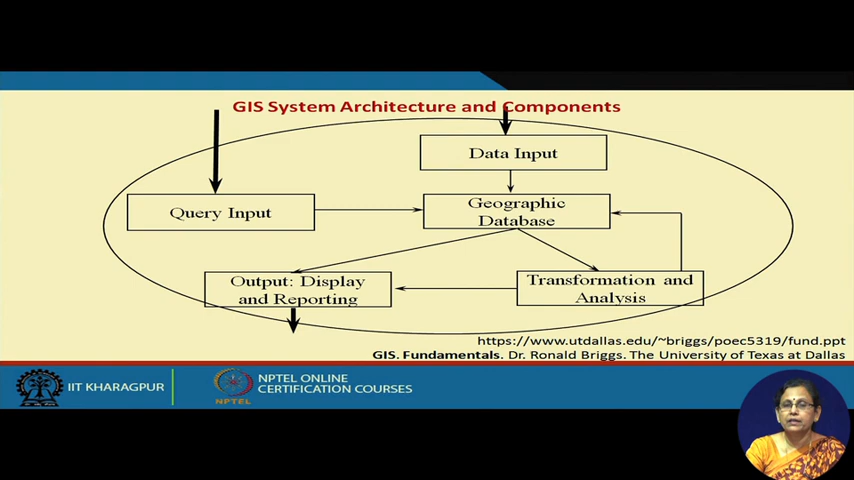 GIS System Architecture and Components
Data Input
Query Input
Geographic
Database
Output: Display
and Reporting
Transformation and
Analysis
https://www.utdallas.edu/~briggs/poec5319/fund.ppt
GIS. Fundamentals. Dr. Ronald Briggs. The University of Texas at Dallas
IIT KHARAGPUR
NPTEL
NPTEL ONLINE
CERTIFICATION COURSES